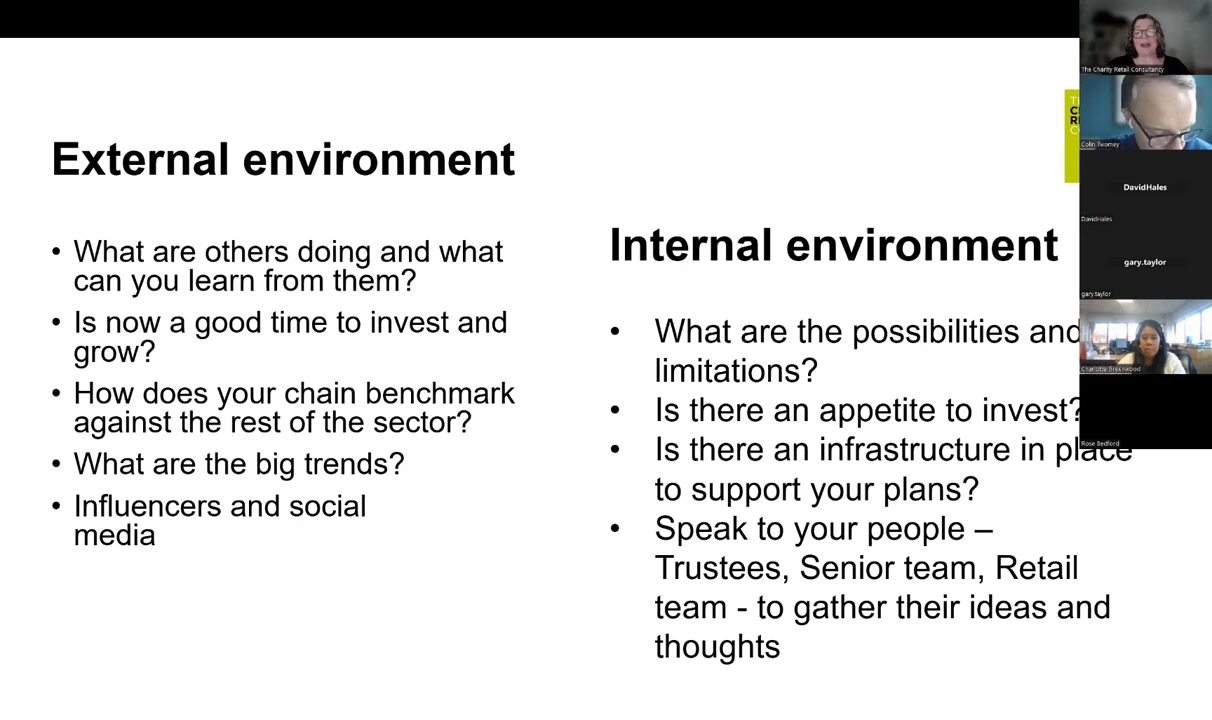 External environment
• What are others doing and what
can you learn from them?
• Is now a good time to invest and
grow?
• How does your chain benchmark
against the rest of the sector?
• What are the big trends?
• Influencers and social
media
Internal environment
• What are the possibilities and
limitations?
• Is there an appetite to invest?
• Is there an infrastructure in place
to support your plans?
• Speak to your people –
Trustees, Senior team, Retail
team - to gather their ideas and
thoughts
The Charity Retail Consultancy
Colin Twomey
DavidHales
DavidHales
gary.taylor
gary.taylor
Charlotte Greenwood
Rose Bedford